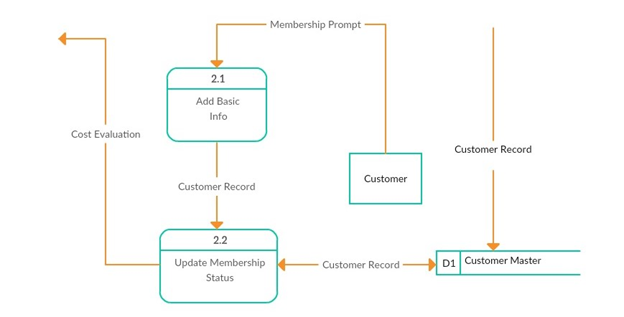 Membership Prompt
2.1
Add Basic
Info
Cost Evaluation
Customer Record
Customer
Customer Record
2.2
Update Membership
Status
Customer Record
D1 Customer Master